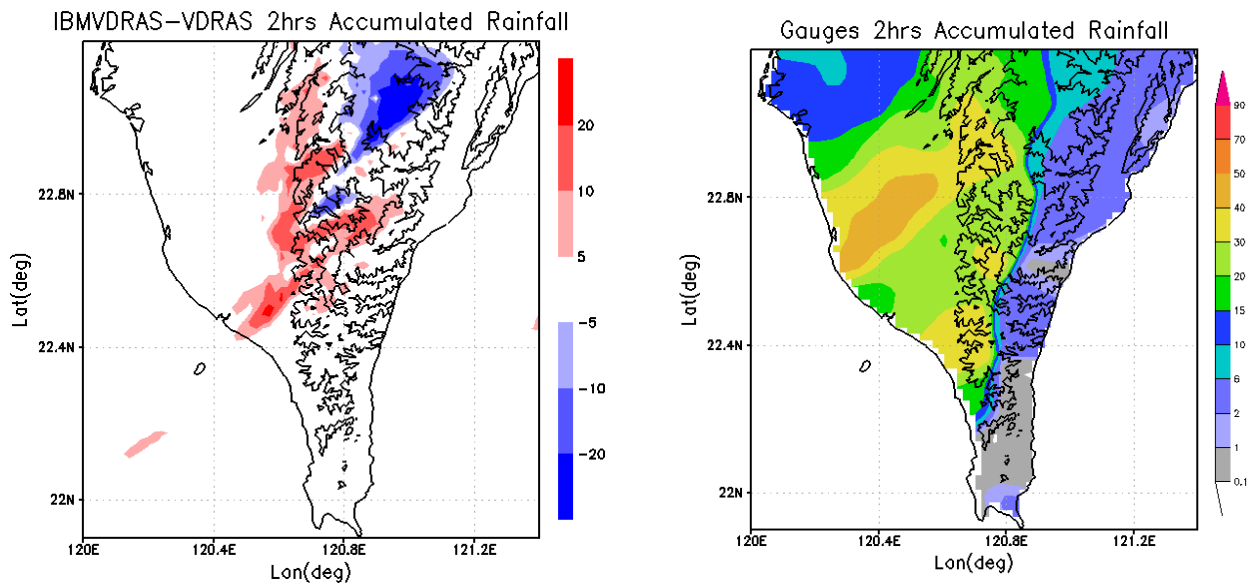 IBMVDRAS-VDRAS 2hrs Accumulated Rainfall
22.8N
22.4N
22N
Lat(deg)
120E
120.4E
120.8E
121.2E
Lon(deg)
20
10
5
-5
-10
-20
Gauges 2hrs Accumulated Rainfall
22.8N
22.4N
22N
Lat(deg)
120E
120.4E
120.8E
121.2E
Lon(deg)
90
70
50
40
30
20
15
10
6
2
1
0.1